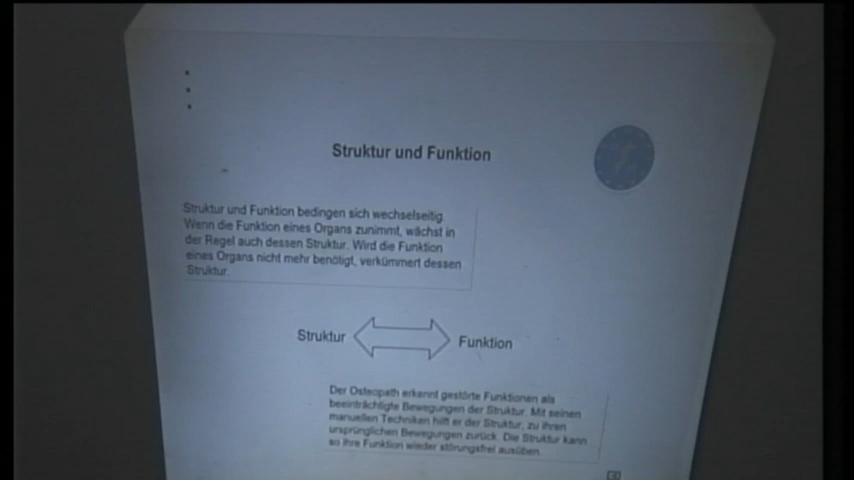 Struktur und Funktion
Struktur und Funktion bedingen sich wechselseitig.
Wenn die Funktion eines Organs zunimmt, wächst in
der Regel auch dessen Struktur. Wird die Funktion
eines Organs nicht mehr benötigt, verkümmert dessen
Struktur.
Struktur
Funktion
Der Osteopath erkennt gestörte Funktionen als
beeinträchtigte Bewegungen der Struktur. Mit seinen
manuellen Techniken hilft er der Struktur, zu ihren
ursprünglichen Bewegungen zurück. Die Struktur kann
so ihre Funktion wieder störungsfrei ausüben.